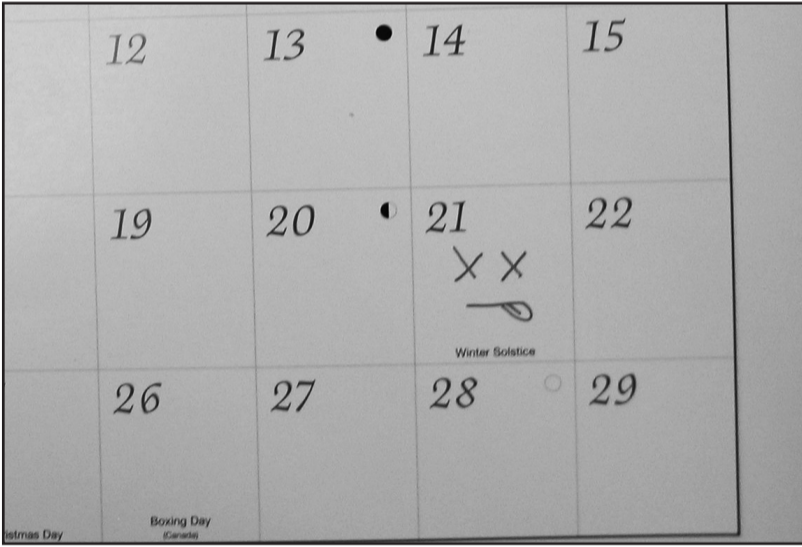 12 13 14 15
19 20 21 22
X X
Winter Solstice
26 27 28 29
Boxing Day
(Canada)
istmas Day